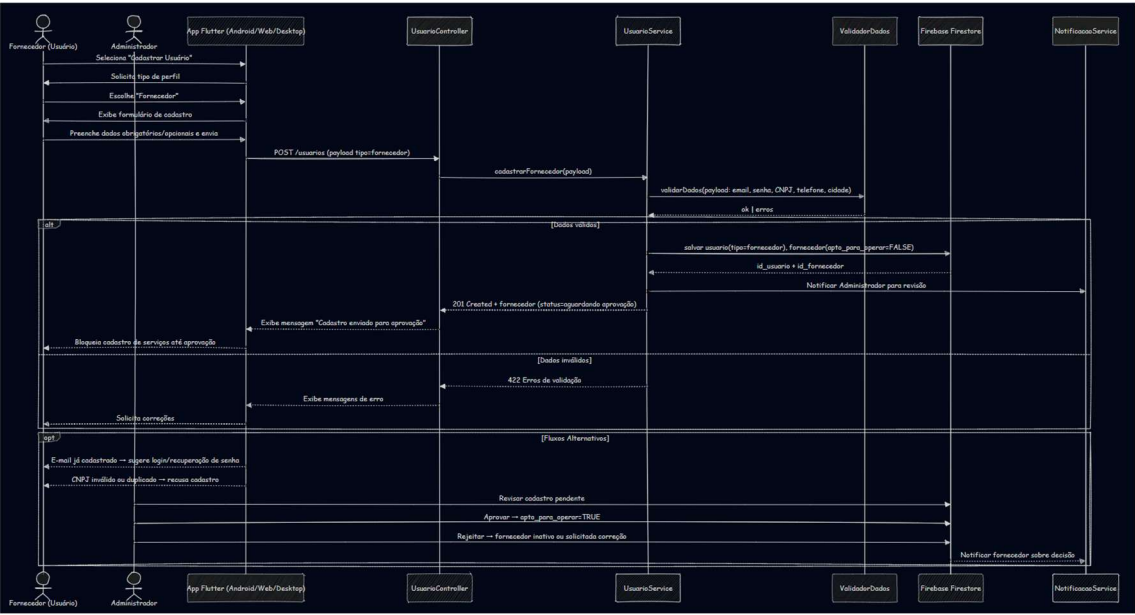 Fornecedor (Usuário)
Administrador
App Flutter (Android/Web/Desktop)
UsuarioController
UsuarioService
ValidadorDados
Firebase Firestore
NotificacaoService
Seleciona "Cadastrar Usuário"
Solicita tipo de perfil
Escolhe "Fornecedor"
Exibe formulário de cadastro
Preenche dados obrigatórios/opcionais e envia
POST /usuarios (payload tipo=fornecedor)
cadastrarFornecedor(payload)
validarDados(payload: email, senha, CNPJ, telefone, cidade)
ok | erros
alt
[Dados válidos]
salvar usuario(tipo=fornecedor), fornecedor(apto_para_operar=FALSE)
id_usuario + id_fornecedor
Notificar Administrador para revisão
201 Created + fornecedor (status=aguardando aprovação)
Exibe mensagem "Cadastro enviado para aprovação"
Bloqueia cadastro de serviços até aprovação
[Dados inválidos]
422 Erros de validação
Exibe mensagens de erro
Solicita correções
opt
[Fluxos Alternativos]
E-mail já cadastrado → sugere login/recuperação de senha
CNPJ inválido ou duplicado → recusa cadastro
Revisar cadastro pendente
Aprovar → apto_para_operar=TRUE
Rejeitar → fornecedor inativo ou solicitada correção
Notificar fornecedor sobre decisão
Fornecedor (Usuário)
Administrador
App Flutter (Android/Web/Desktop)
UsuarioController
UsuarioService
ValidadorDados
Firebase Firestore
NotificacaoService